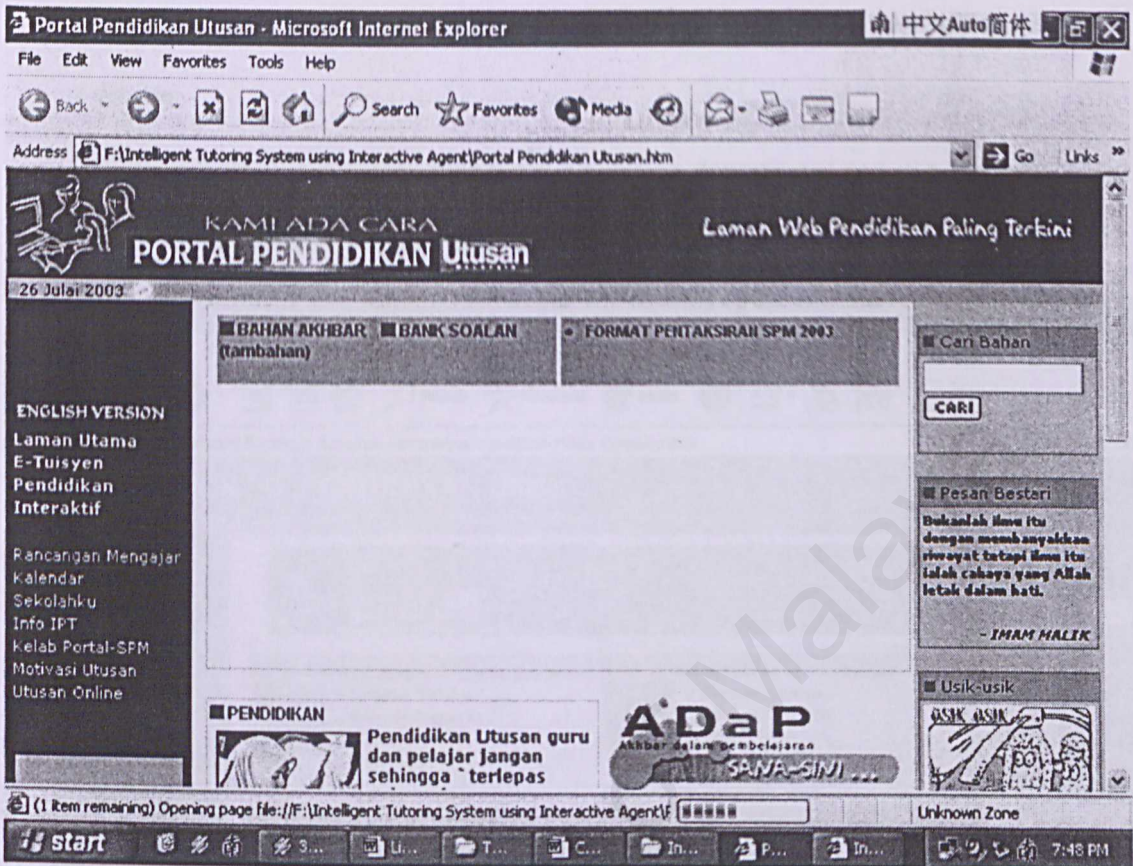 Portal Pendidikan Utusan - Microsoft Internet Explorer
中文Auto简体
File Edit View Favorites Tools Help
Back Search Favorites Media
Address F:\Intelligent Tutoring System using Interactive Agent\Portal Pendidikan Utusan.htm Go Links »
KAMI ADA CARA
PORTAL PENDIDIKAN Utusan
Laman Web Pendidikan Paling Terkini
26 Julai 2003
ENGLISH VERSION
Laman Utama
E-Tuisyen
Pendidikan
Interaktif
Rancangan Mengajar
Kalendar
Sekolahku
Info IPT
Kelab Portal-SPM
Motivasi Utusan
Utusan Online
BAHAN AKHBAR BANK SOALAN
(tambahan)
FORMAT PENTAKSIRAN SPM 2003
PENDIDIKAN
Pendidikan Utusan guru
dan pelajar jangan
sehingga `terlepas
ADaP
Akhbar dalam pembelajaran
SANA-SINI ...
Cari Bahan
CARI
Pesan Bestari
Bukanlah ilmu itu
dengan membanyakkan
riwayat tetapi ilmu itu
ialah cahaya yang Allah
letak dalam hati.
- IMAM MALIK
Usik-usik
USIK USIK
(1 item remaining) Opening page file://F:\Intelligent Tutoring System using Interactive Agent\F
Unknown Zone
start 3... Li... T... C... In... P... In... 7:48 PM
Malay